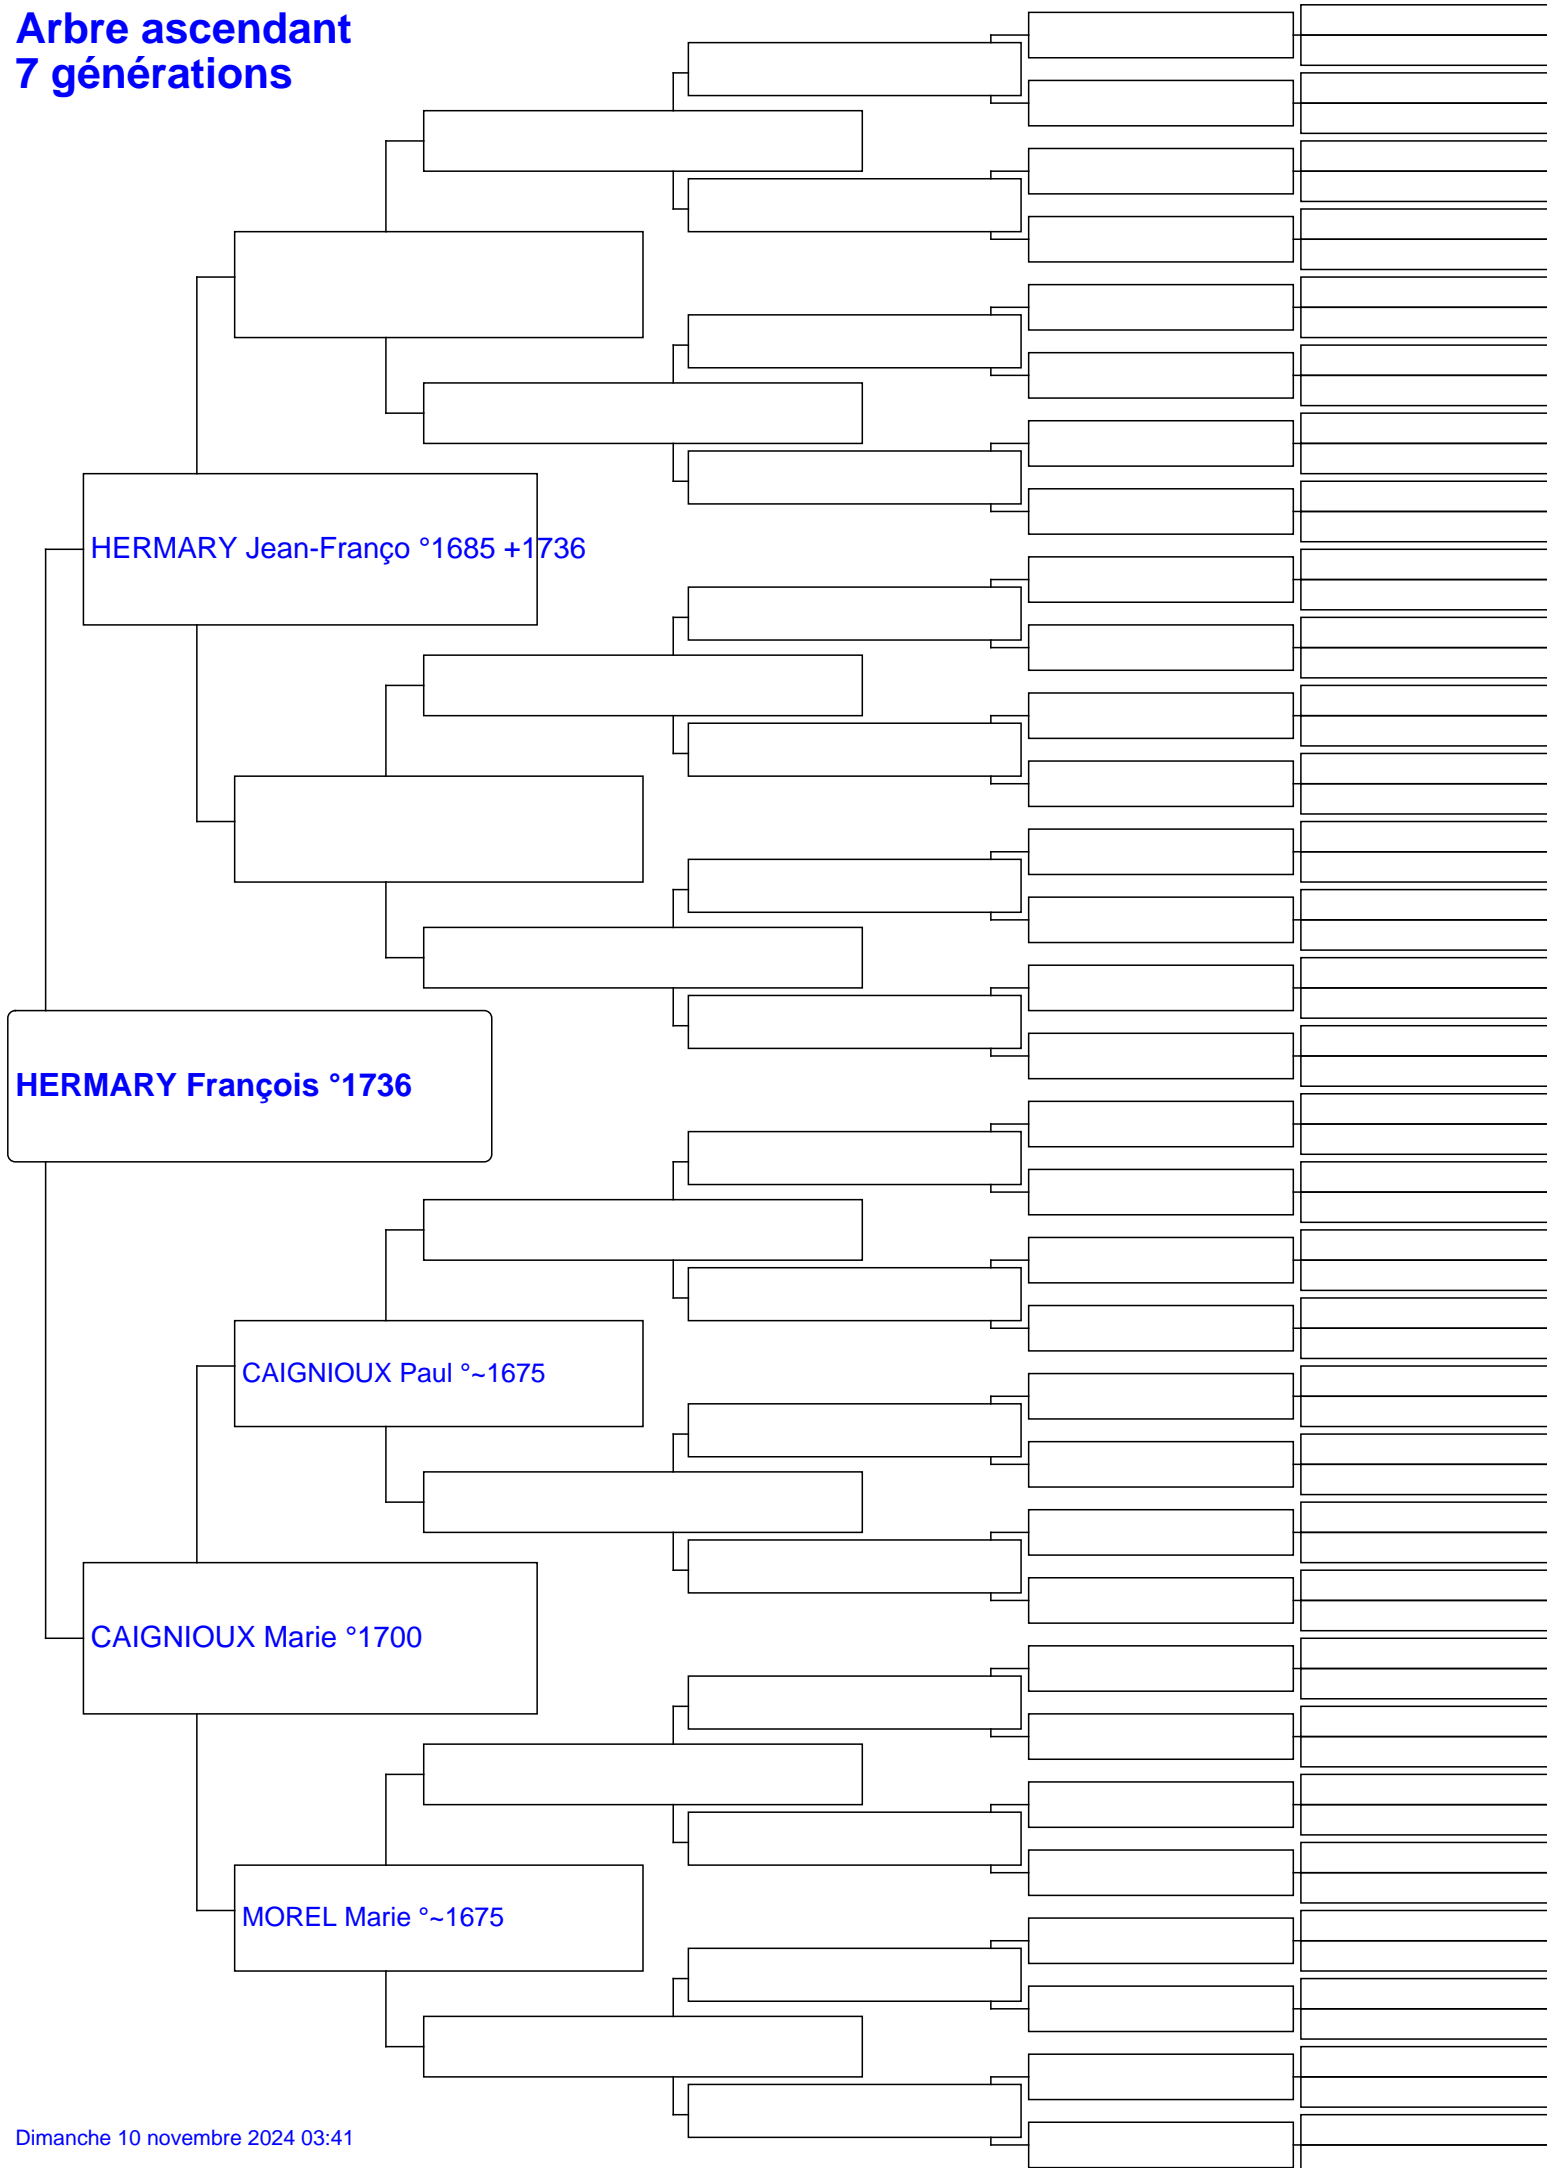 Arbre ascendant
7 générations
HERMARY Jean-Franço °1685 +1736
HERMARY François °1736
CAIGNIOUX Paul °~1675
CAIGNIOUX Marie °1700
MOREL Marie °~1675
Dimanche 10 novembre 2024 03:41